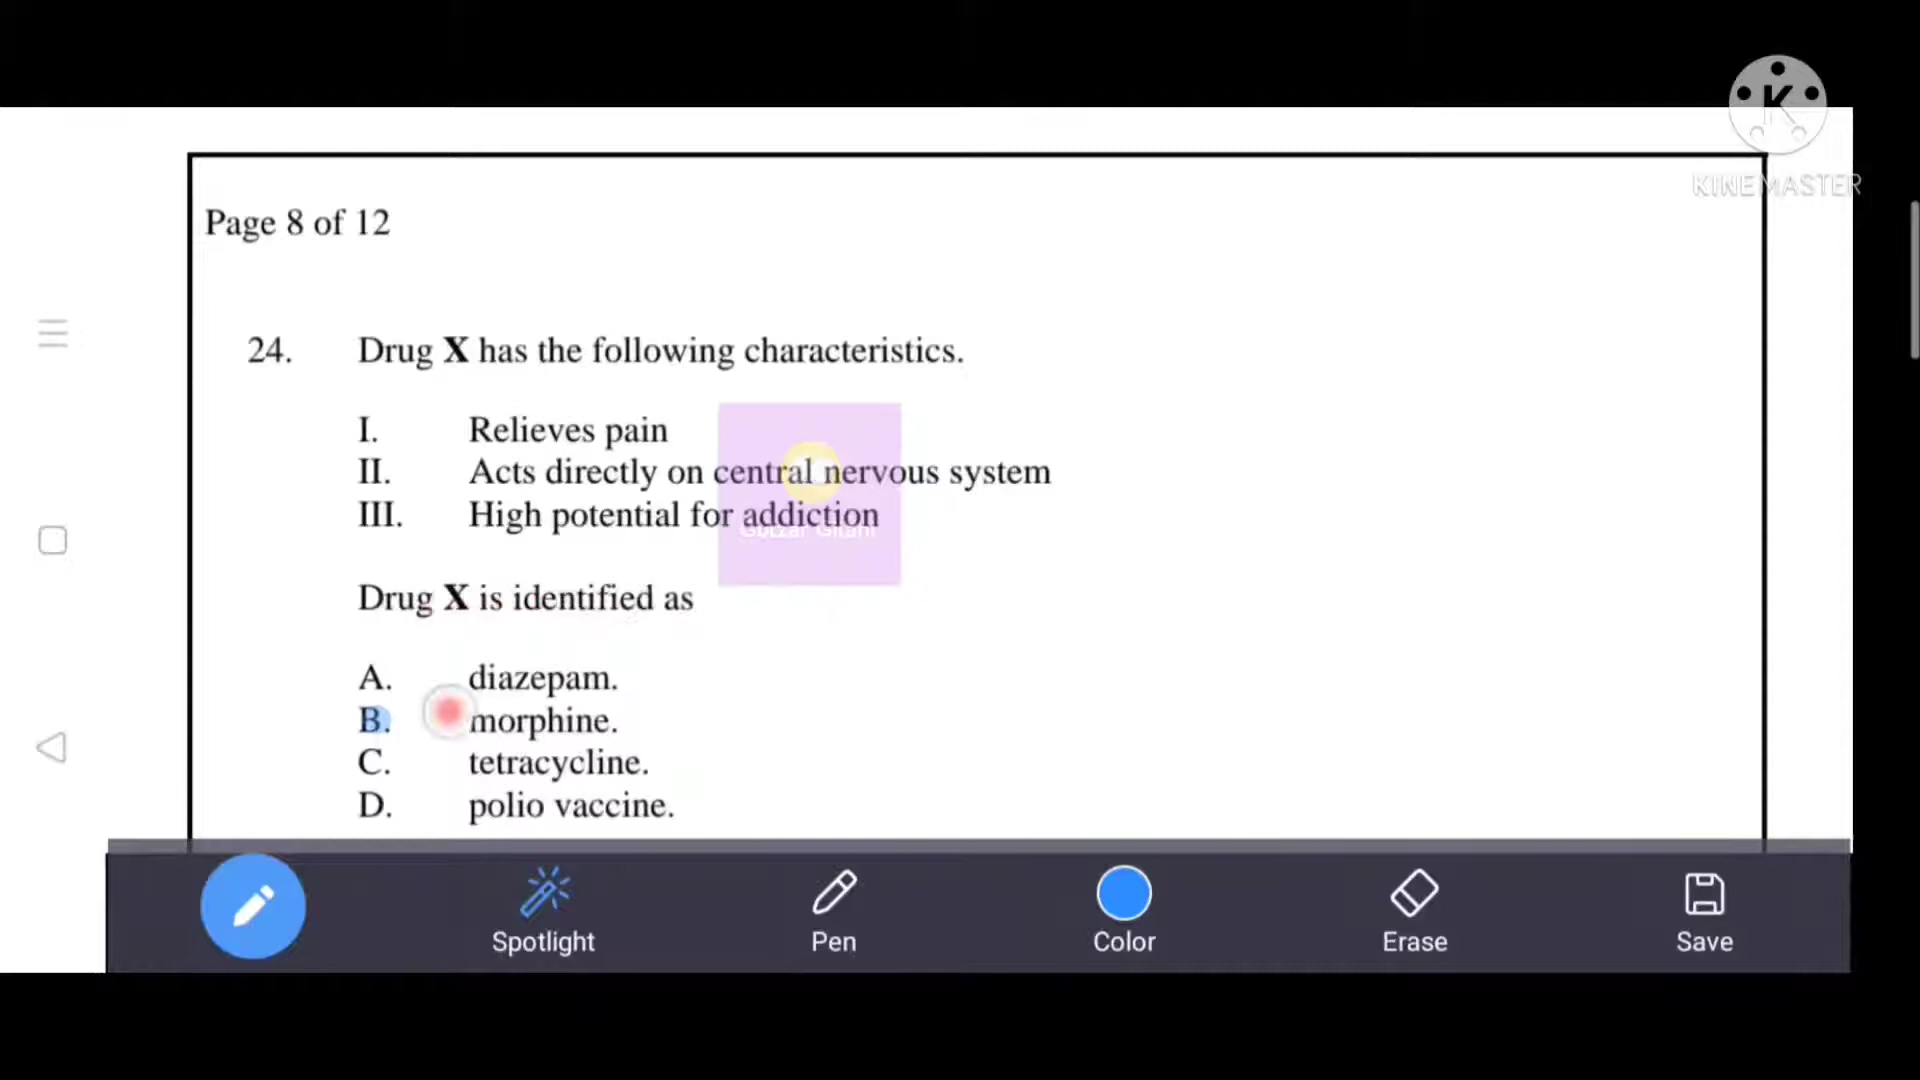 K
KINEMASTER
Page 8 of 12
24. Drug X has the following characteristics.
I. Relieves pain
II. Acts directly on central nervous system
III. High potential for addiction
Drug X is identified as
A. diazepam.
B. morphine.
C. tetracycline.
D. polio vaccine.
Spotlight
Pen
Color
Erase
Save